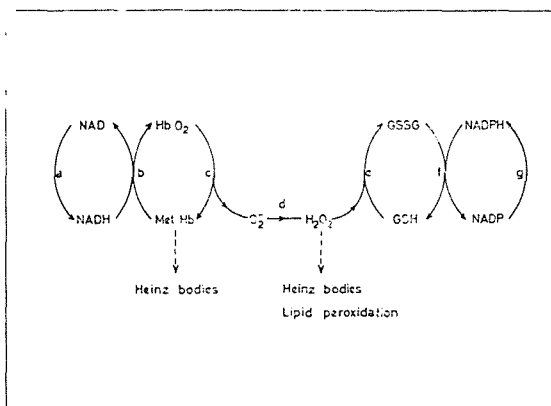 NAD HbO₂ GSSG NADPH
a b c d e f g
NADH Met Hb O₂⁻ H₂O₂ GSH NADP
Heinz bodies Heinz bodies
Lipid peroxidation